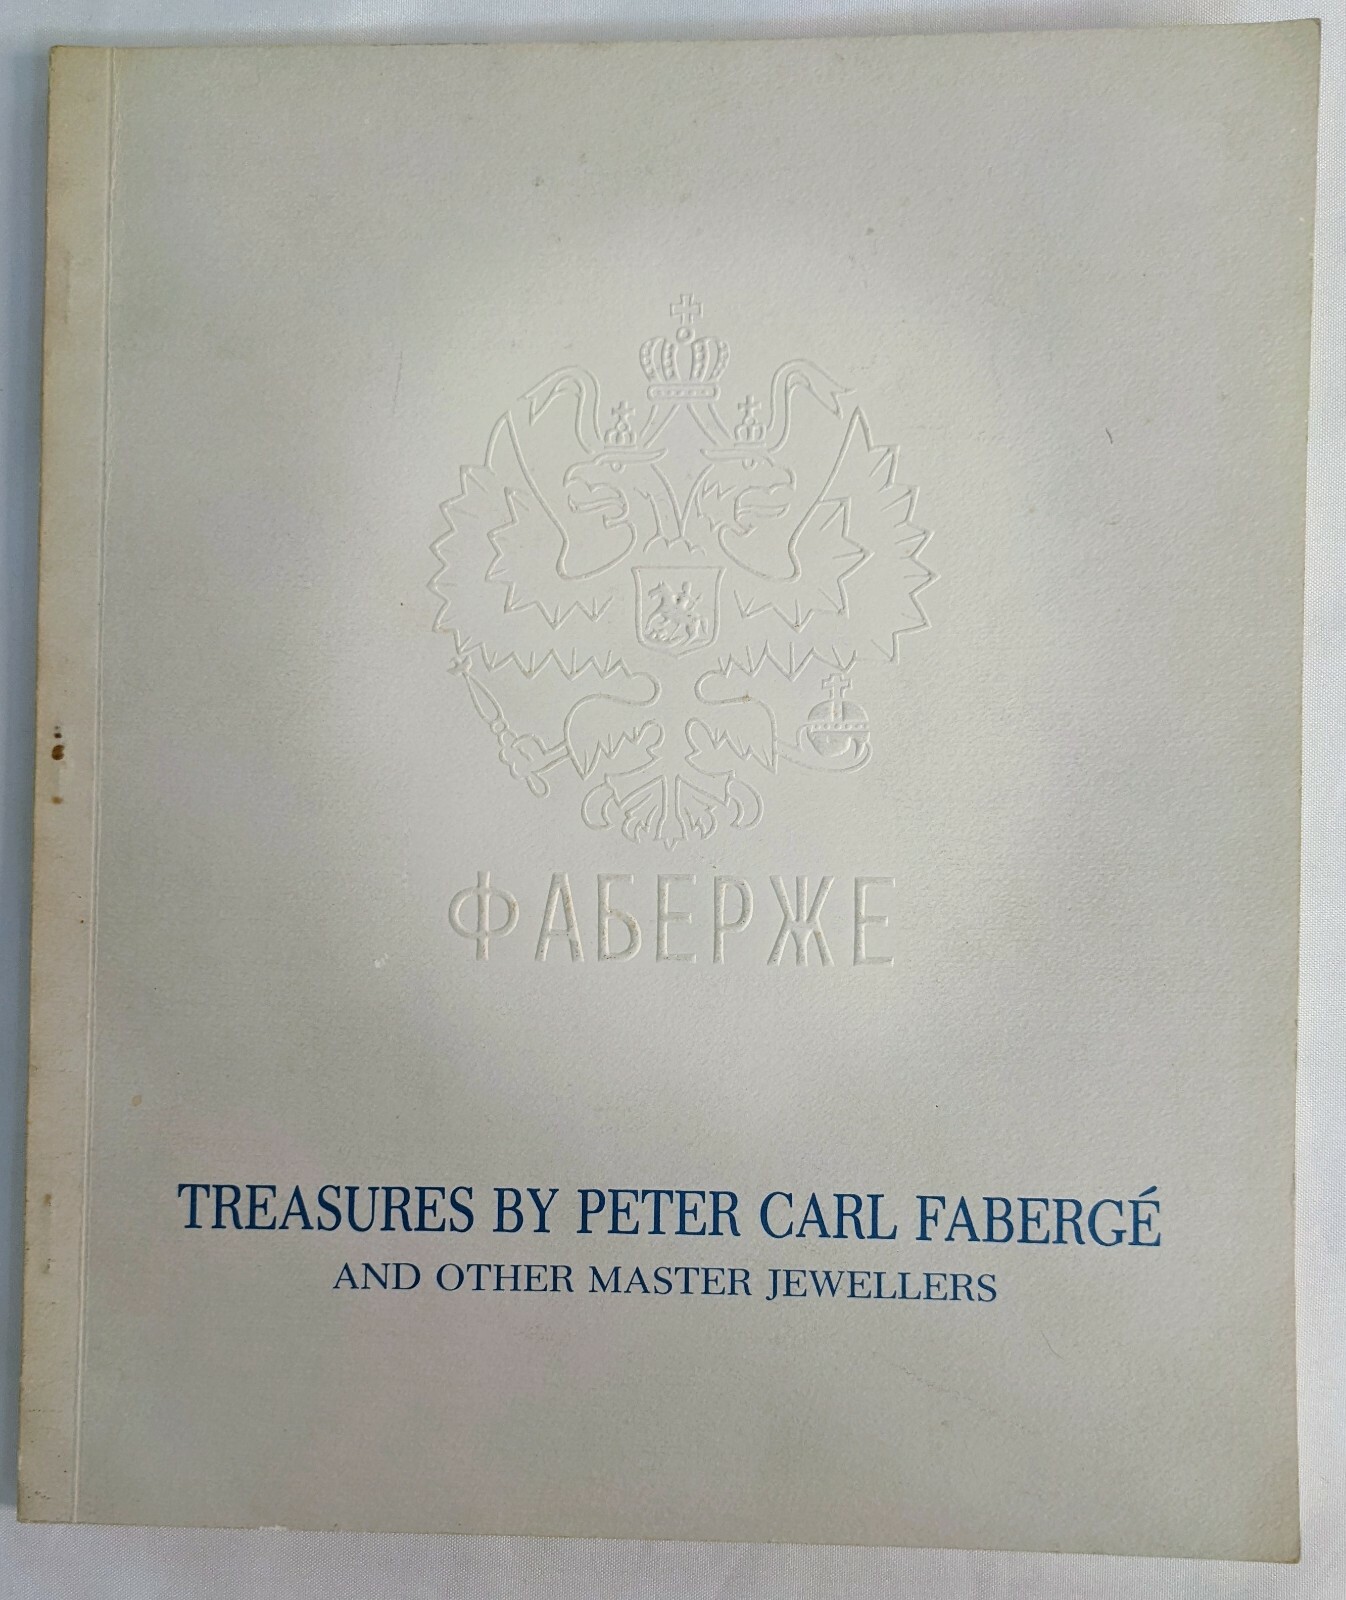 ФАБЕРЖЕ
TREASURES BY PETER CARL FABERGÉ
AND OTHER MASTER JEWELLERS